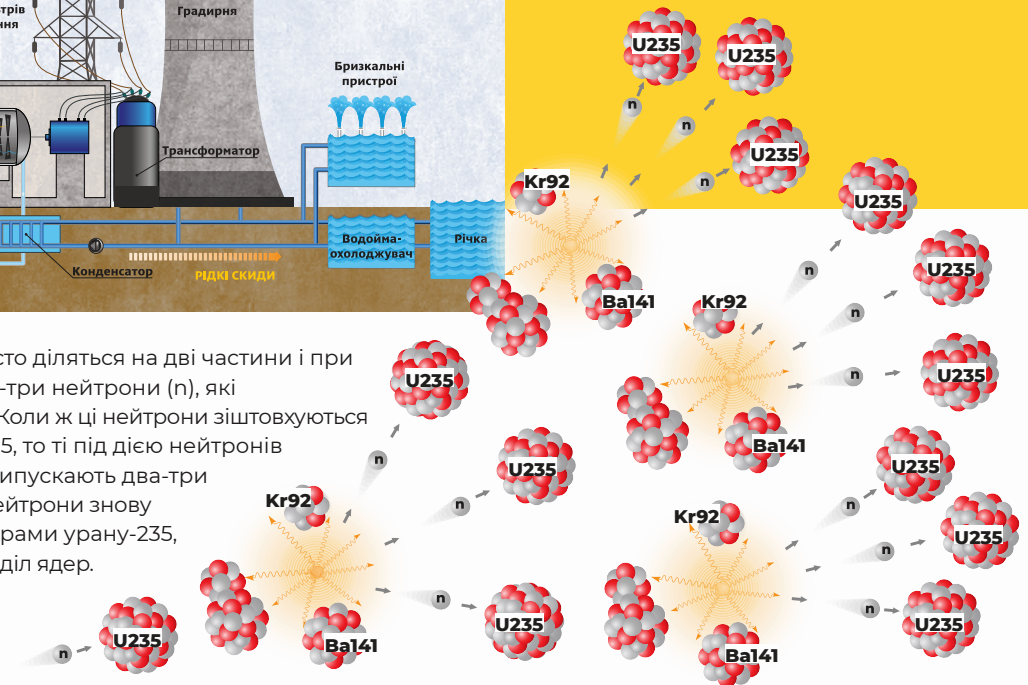 Градирня
Бризкальні
пристрої
Трансформатор
Водойма-
охолоджувач
Річка
Конденсатор
РІДКІ СКИДИ
сто діляться на дві частини і при
-три нейтрони (n), які
Коли ж ці нейтрони зіштовхуються
5, то ті під дією нейтронів
ипускають два-три
ейтрони знову
рами урану-235,
діл ядер.
U235
U235
n
n
U235
n
Kr92
Ba141
U235
n
U235
n
U235
n
Kr92
Ba141
U235
n
U235
n
U235
n
Kr92
Ba141
U235
n
U235
n
U235
n
Kr92
Ba141
U235
n